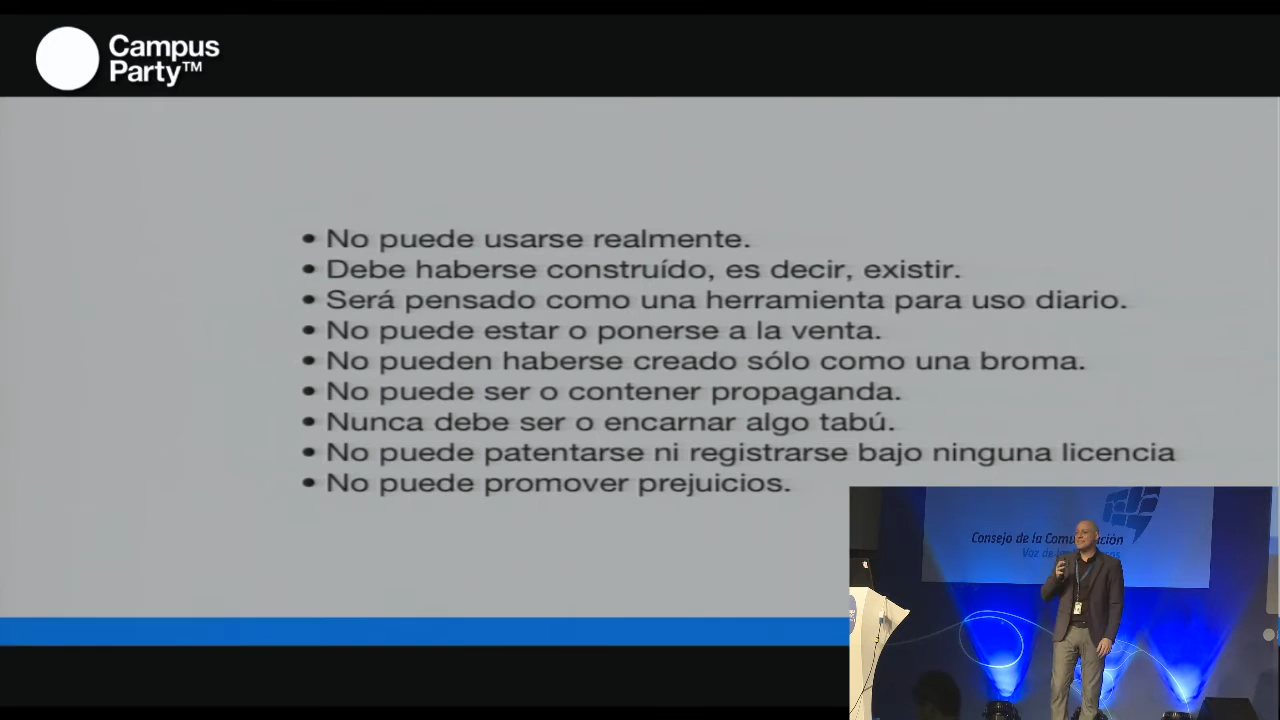 Campus
Party™
• No puede usarse realmente.
• Debe haberse construído, es decir, existir.
• Será pensado como una herramienta para uso diario.
• No puede estar o ponerse a la venta.
• No pueden haberse creado sólo como una broma.
• No puede ser o contener propaganda.
• Nunca debe ser o encarnar algo tabú.
• No puede patentarse ni registrarse bajo ninguna licencia
• No puede promover prejuicios.
Consejo de la
Voz de